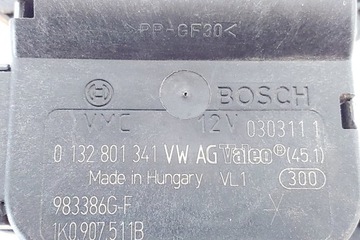 >PP-GF30<
BOSCH
VMC 12V 030311 1
0 132 801 341 VW AG Valeo® (45.1)
Made in Hungary VL1 300
983386G-F
1K0.907.511B